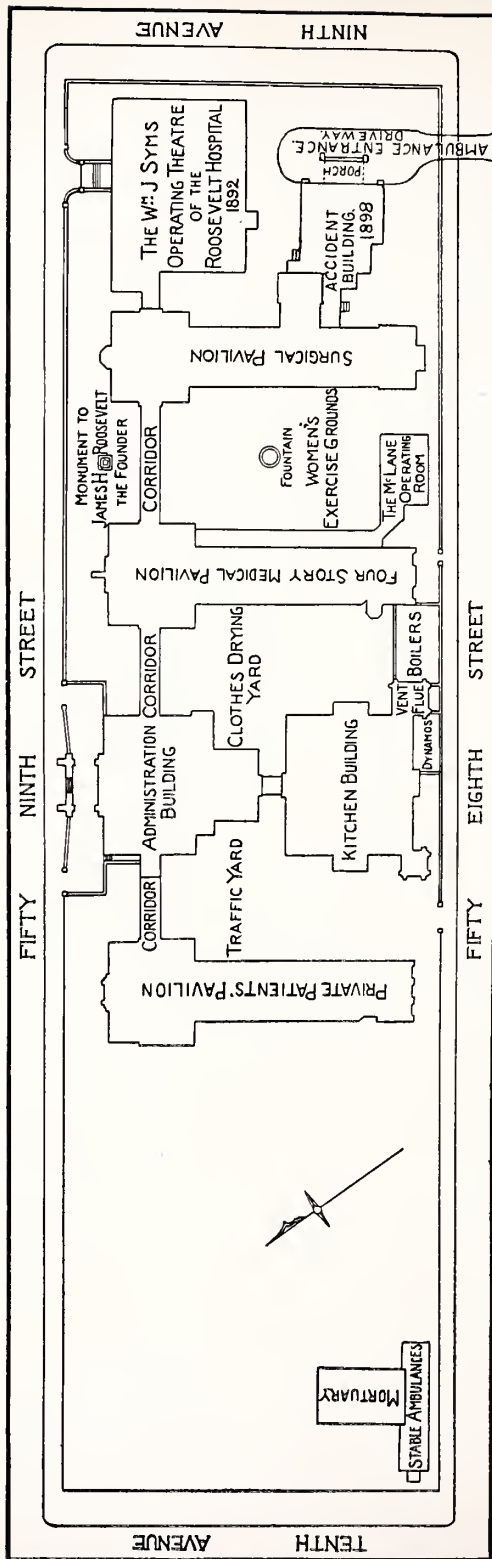 NINTH AVENUE
FIFTY NINTH STREET
FIFTY EIGHTH STREET
TENTH AVENUE
THE WM J SYMS
OPERATING THEATRE
OF THE
ROOSEVELT HOSPITAL
1892
AMBULANCE ENTRANCE.
DRIVEWAY.
PORCH
ACCIDENT
BUILDING.
1898
SURGICAL PAVILION
MONUMENT TO
JAMES H ROOSEVELT
THE FOUNDER
CORRIDOR
FOUNTAIN
WOMEN'S
EXERCISE GROUNDS
THE MCLANE
OPERATING
ROOM
FOUR STORY MEDICAL PAVILION
CORRIDOR
CLOTHES DRYING
YARD
BOILERS
VENT
FLUE
DYNAMOS
ADMINISTRATION
BUILDING
KITCHEN BUILDING
CORRIDOR
TRAFFIC YARD
PRIVATE PATIENTS' PAVILION
MORTUARY
STABLE AMBULANCES